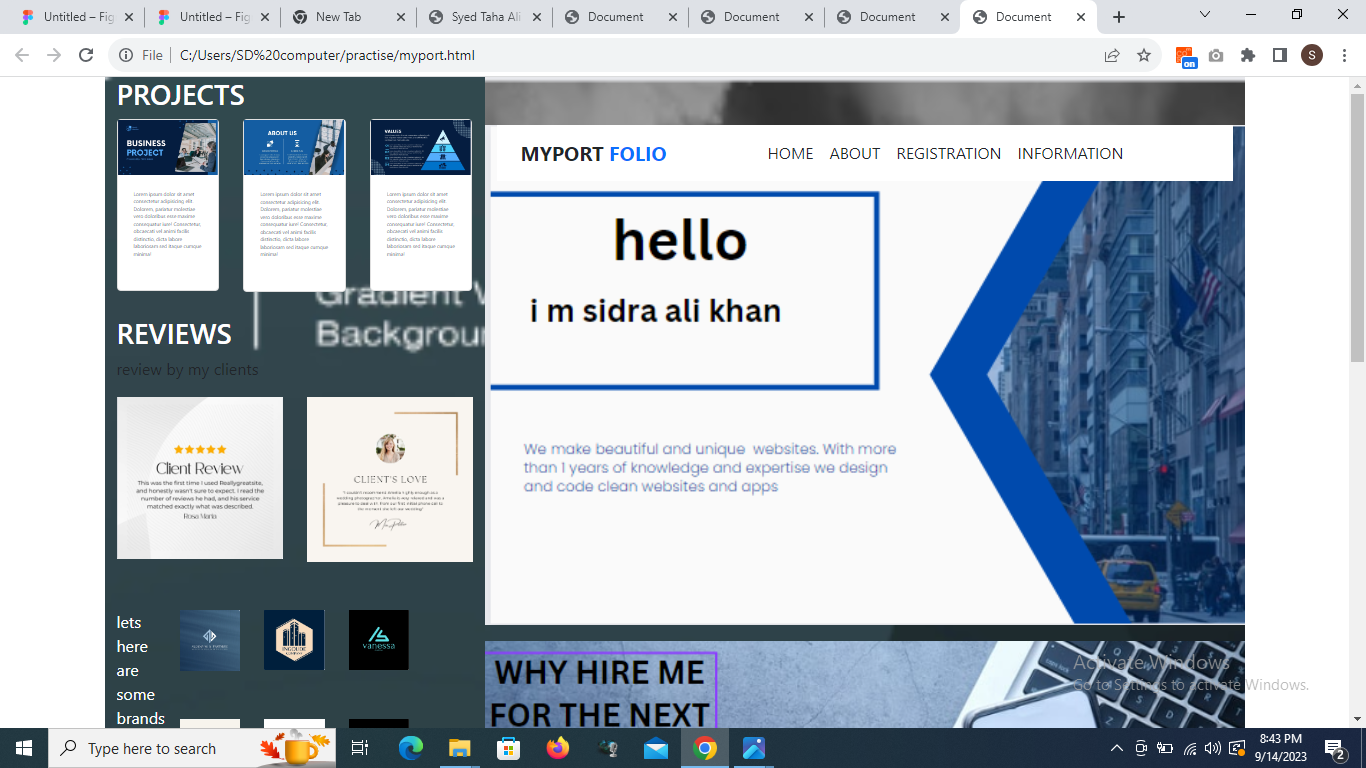 Untitled – Fig
Untitled – Fig
New Tab
Syed Taha Ali
Document
Document
Document
Document
File
C:/Users/SD%20computer/practise/myport.html
on
S
PROJECTS
BUSINESS
PROJECT
Lorem ipsum dolor sit amet
consectetur adipisicing elit.
Dolorem, pariatur molestiae
vero doloribus esse maxime
consequatur iure! Consectetur,
obcaecati vel animi facilis
distinctio, dicta labore
laboriosam sed itaque cumque
minima!
ABOUT US
Lorem ipsum dolor sit amet
consectetur adipisicing elit.
Dolorem, pariatur molestiae
vero doloribus esse maxime
consequatur iure! Consectetur,
obcaecati vel animi facilis
distinctio, dicta labore
laboriosam sed itaque cumque
minima!
VALUES
Lorem ipsum dolor sit amet
consectetur adipisicing elit.
Dolorem, pariatur molestiae
vero doloribus esse maxime
consequatur iure! Consectetur,
obcaecati vel animi facilis
distinctio, dicta labore
laboriosam sed itaque cumque
minima!
Gradient
Backgrou
REVIEWS
review by my clients
Client Review
This was the first time I used Reallygreatsite,
and honestly wasn't sure to expect. I read the
number of reviews he had, and his service
matched exactly what was described.
Rosa Maria
CLIENT'S LOVE
lets
here
are
some
brands
INGOUDE
COMPANY
vanessa
MYPORT FOLIO
HOME
ABOUT
REGISTRATION
INFORMATION
hello
i m sidra ali khan
We make beautiful and unique websites. With more
than 1 years of knowledge and expertise we design
and code clean websites and apps
WHY HIRE ME
FOR THE NEXT
Activate Windows
Go to Settings to activate Windows.
Type here to search
8:43 PM
9/14/2023
2